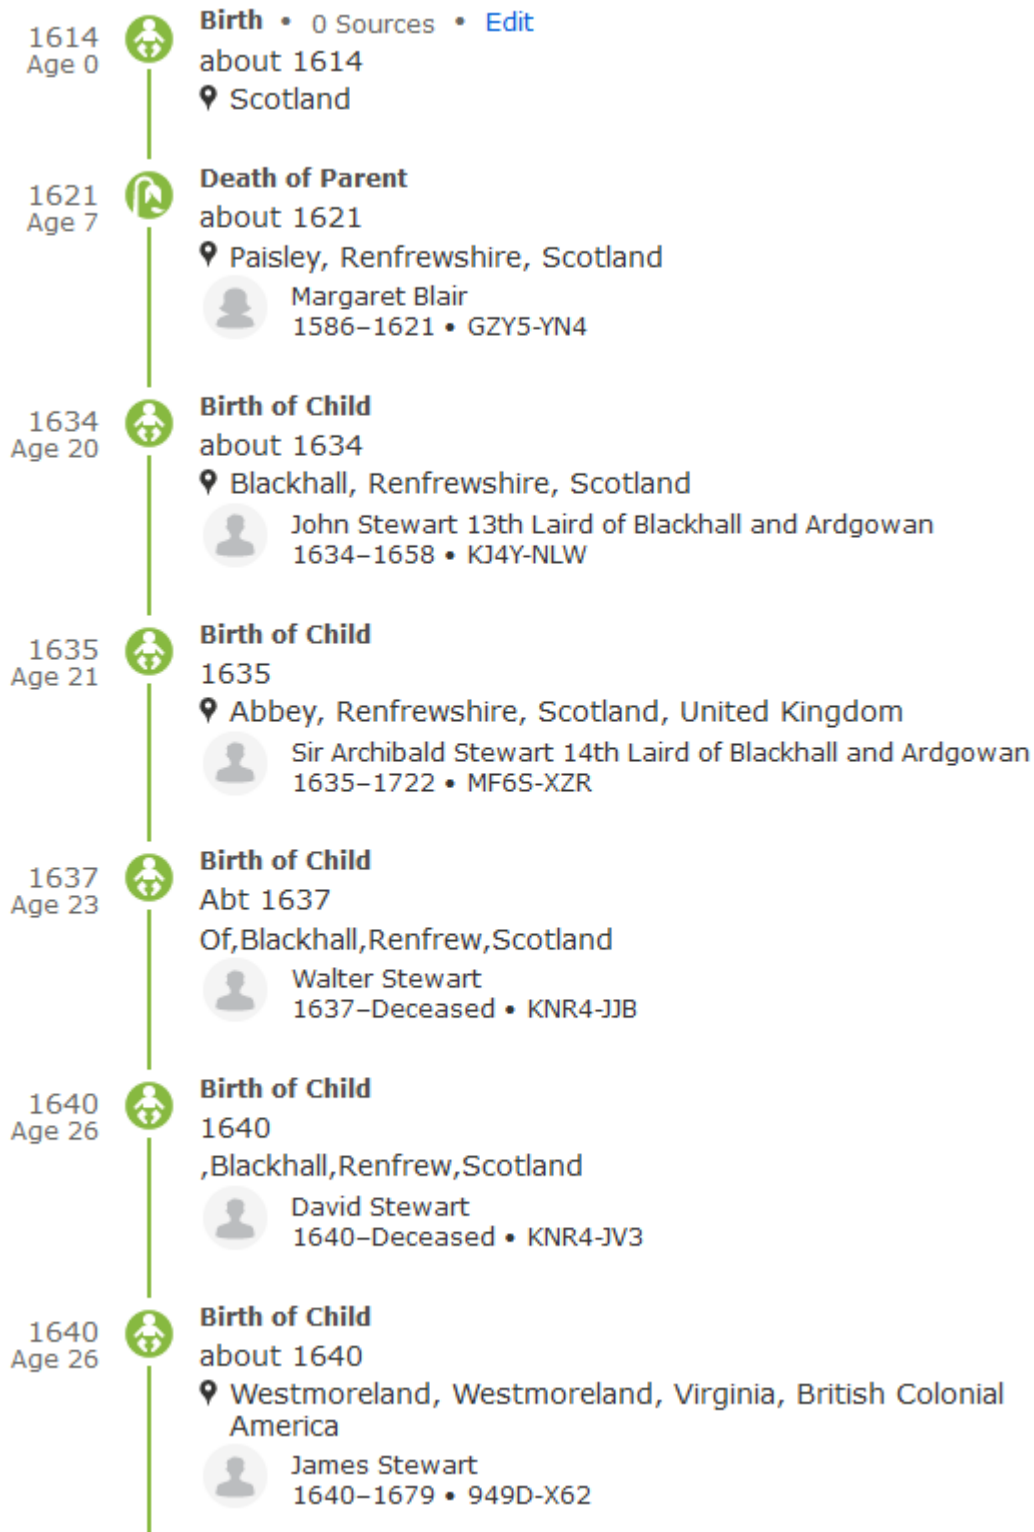 1614
Age 0
Birth • 0 Sources • Edit
about 1614
Scotland
1621
Age 7
Death of Parent
about 1621
Paisley, Renfrewshire, Scotland
Margaret Blair
1586–1621 • GZY5-YN4
1634
Age 20
Birth of Child
about 1634
Blackhall, Renfrewshire, Scotland
John Stewart 13th Laird of Blackhall and Ardgowan
1634–1658 • KJ4Y-NLW
1635
Age 21
Birth of Child
1635
Abbey, Renfrewshire, Scotland, United Kingdom
Sir Archibald Stewart 14th Laird of Blackhall and Ardgowan
1635–1722 • MF6S-XZR
1637
Age 23
Birth of Child
Abt 1637
Of,Blackhall,Renfrew,Scotland
Walter Stewart
1637–Deceased • KNR4-JJB
1640
Age 26
Birth of Child
1640
,Blackhall,Renfrew,Scotland
David Stewart
1640–Deceased • KNR4-JV3
1640
Age 26
Birth of Child
about 1640
Westmoreland, Westmoreland, Virginia, British Colonial
America
James Stewart
1640–1679 • 949D-X62